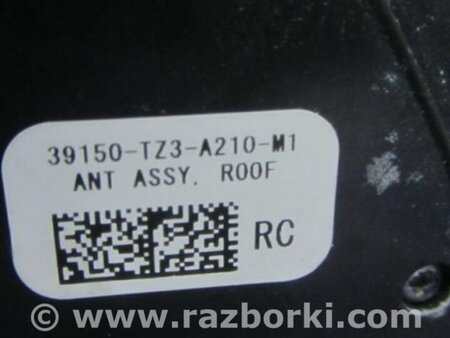 39150-TZ3-A210-M1
ANT ASSY. ROOF
RC
© www.razborki.com